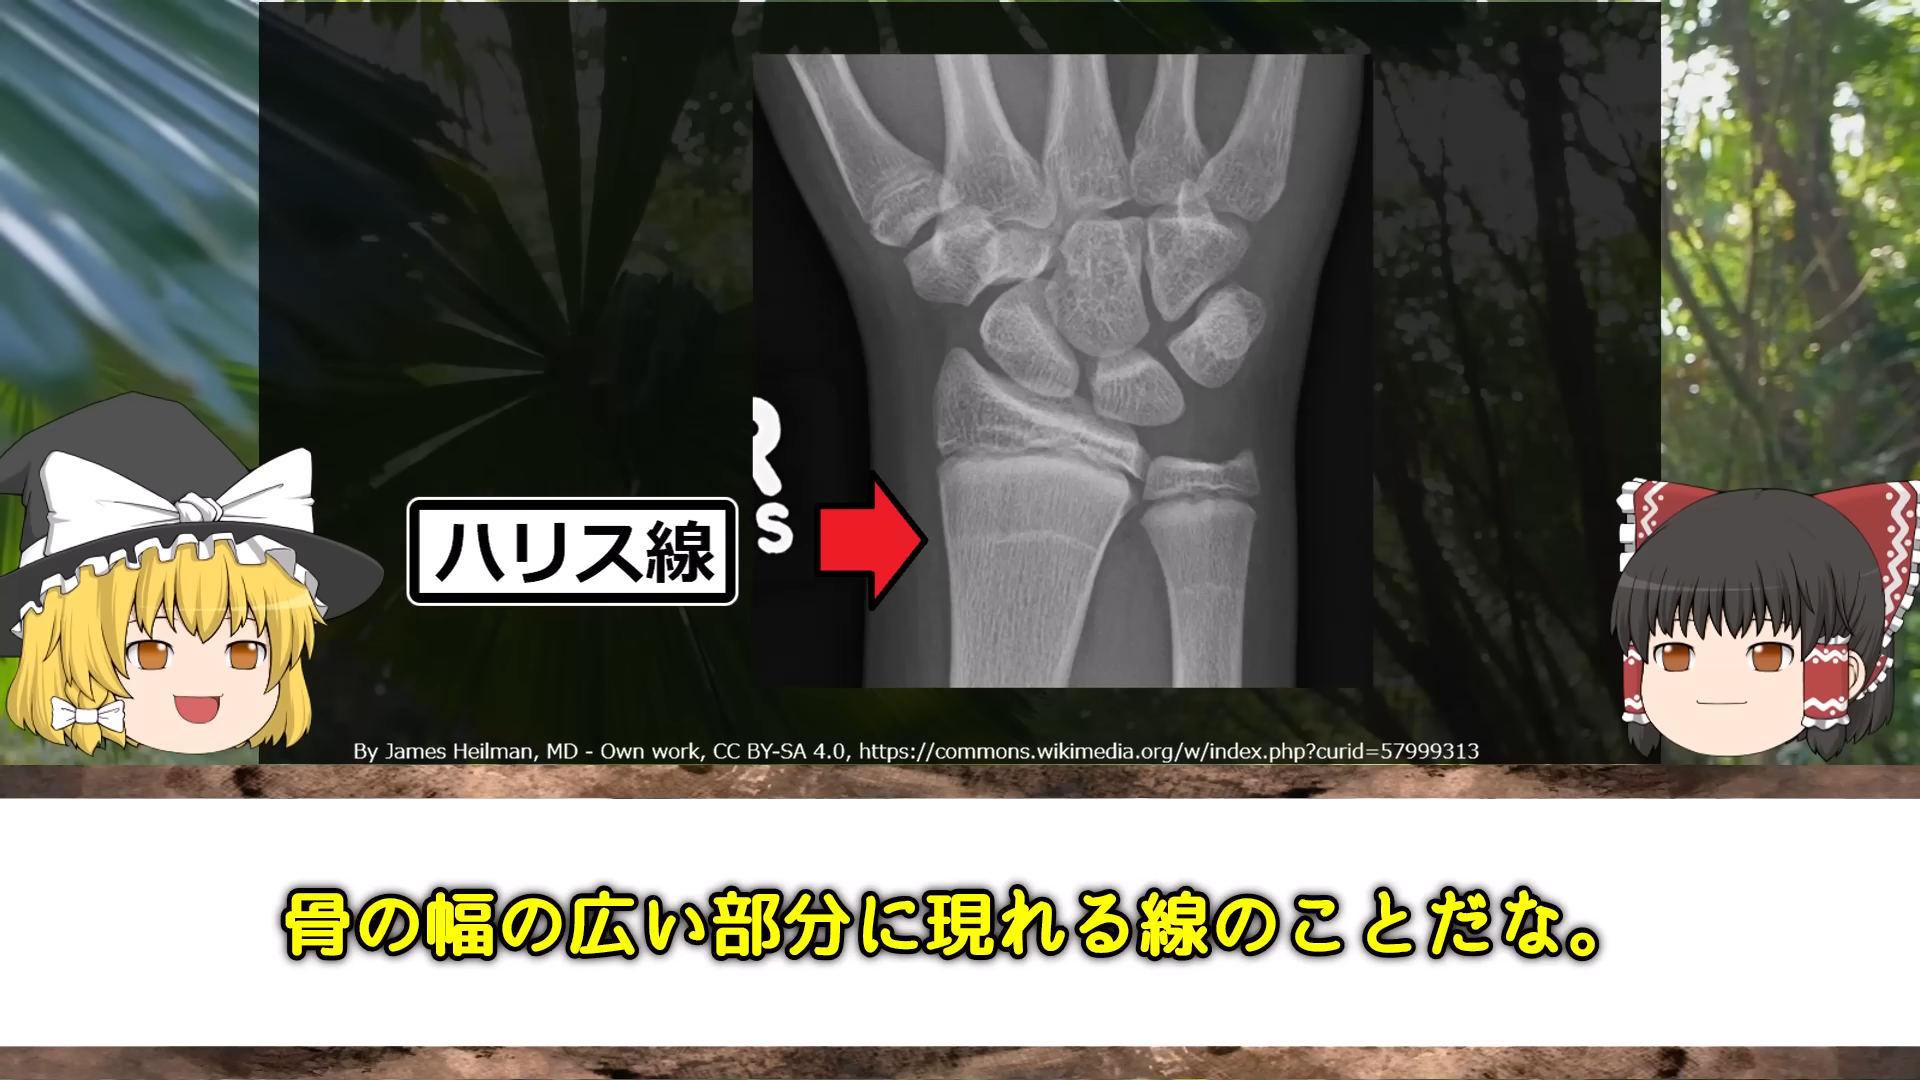 R
S
ハリス線
By James Heilman, MD - Own work, CC BY-SA 4.0, https://commons.wikimedia.org/w/index.php?curid=57999313
骨の幅の広い部分に現れる線のことだな。